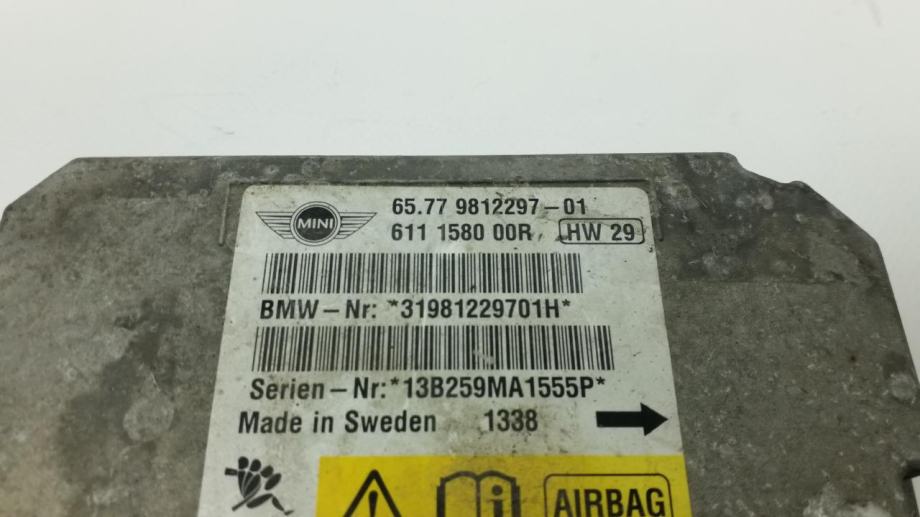 MINI
65.77 9812297-01
611 1580 00R HW 29
BMW-Nr: *31981229701H*
Serien-Nr:*13B259MA1555P*
Made in Sweden 1338
AIRBAG